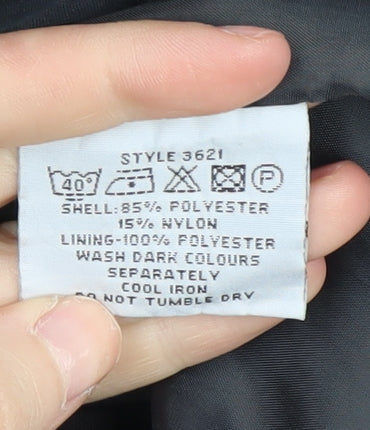 STYLE 3621
40° P
SHELL: 85% POLYESTER
15% NYLON
LINING-100% POLYESTER
WASH DARK COLOURS
SEPARATELY
COOL IRON
DO NOT TUMBLE DRY